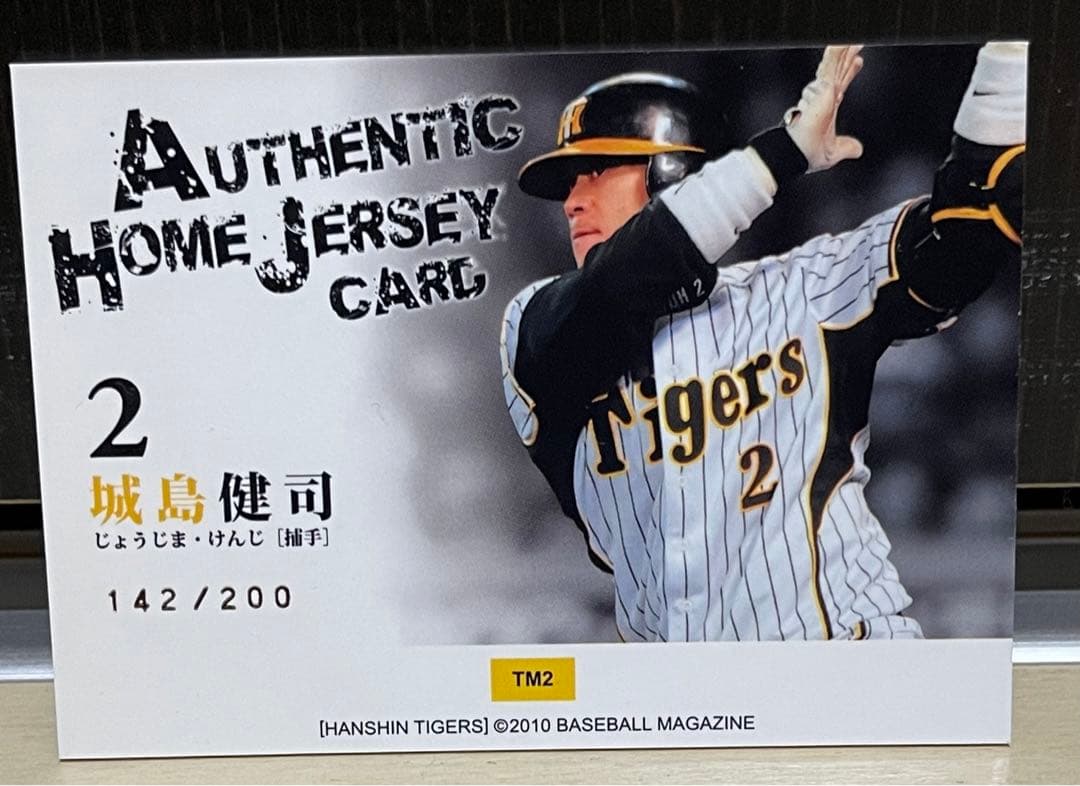 AUTHENTIC
HOME JERSEY
CARD
2
城島健司
じょうじま・けんじ [捕手]
142/200
Tigers
2
TM2
[HANSHIN TIGERS] ©2010 BASEBALL MAGAZINE